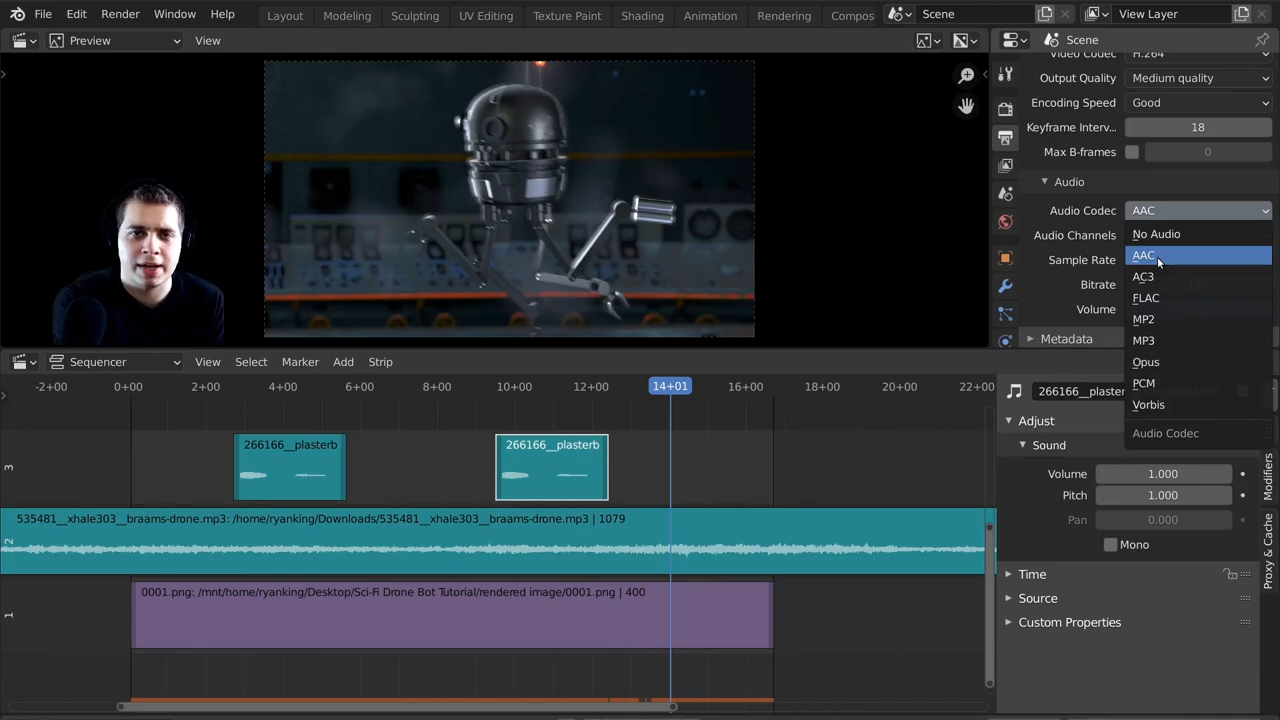 File Edit Render Window Help Layout Modeling Sculpting UV Editing Texture Paint Shading Animation Rendering Compos Scene View Layer
Preview View
Scene
Video Codec H.264
Output Quality Medium quality
Encoding Speed Good
Keyframe Interv... 18
Max B-frames 0
Audio
Audio Codec AAC
No Audio
Audio Channels
AAC
Sample Rate
AC3
Bitrate
FLAC
Volume
MP2
Metadata
MP3
Opus
PCM
Vorbis
Audio Codec
Sequencer View Select Marker Add Strip
-2+00 0+00 2+00 4+00 6+00 8+00 10+00 12+00 14+01 16+00 18+00 20+00 22+00
3
266166__plasterb
266166__plasterb
2
535481__xhale303__braams-drone.mp3: /home/ryanking/Downloads/535481__xhale303__braams-drone.mp3 | 1079
1
0001.png: /mnt/home/ryanking/Desktop/Sci-Fi Drone Bot Tutorial/rendered image/0001.png | 400
266166__plaster
Adjust
Sound
Volume 1.000
Pitch 1.000
Pan 0.000
Mono
Time
Source
Custom Properties
Modifiers
Proxy & Cache